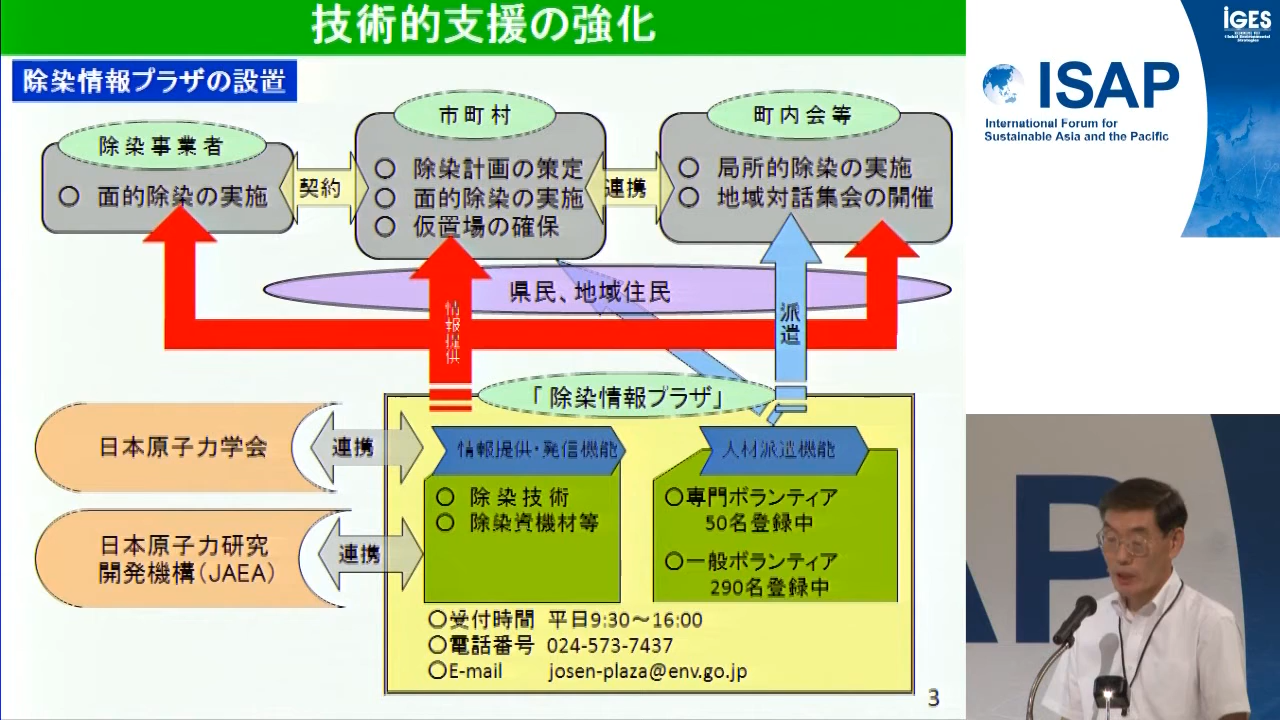 技術的支援の強化
除染情報プラザの設置
除染事業者
○ 面的除染の実施
契約
市町村
○ 除染計画の策定
○ 面的除染の実施
○ 仮置場の確保
連携
町内会等
○ 局所的除染の実施
○ 地域対話集会の開催
県民、地域住民
情報提供
派遣
「除染情報プラザ」
日本原子力学会
連携
日本原子力研究
開発機構(JAEA)
連携
情報提供・発信機能
○ 除染技術
○ 除染資機材等
人材派遣機能
○専門ボランティア
50名登録中
○一般ボランティア
290名登録中
○受付時間 平日9:30～16:00
○電話番号 024-573-7437
○E-mail josen-plaza@env.go.jp
3
IGES
Institute for Global Environmental Strategies
ISAP
International Forum for
Sustainable Asia and the Pacific
AP